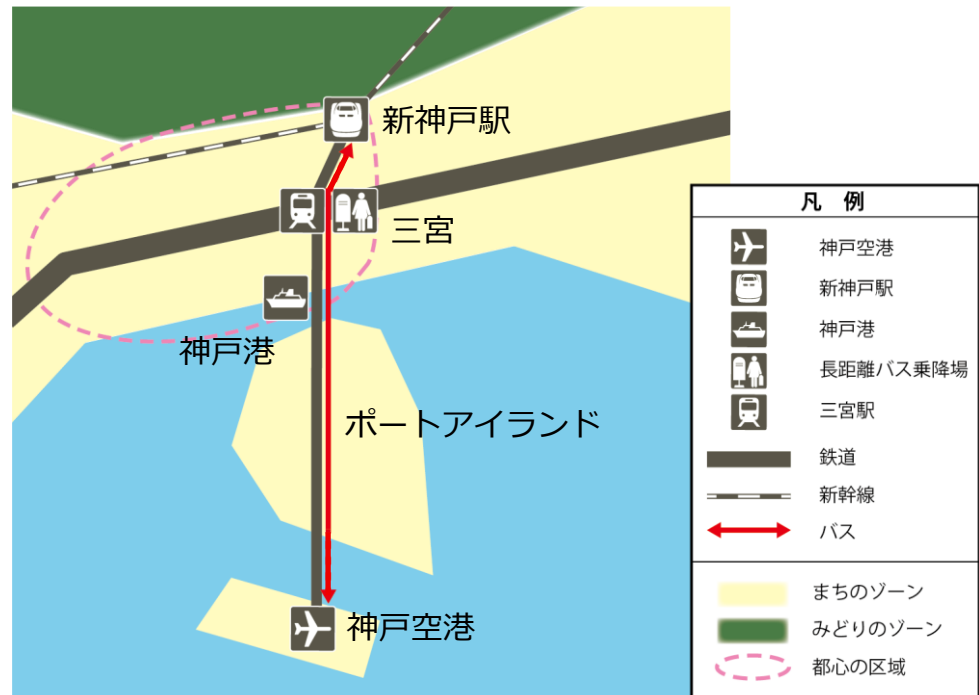 新神戸駅
三宮
神戸港
ポートアイランド
神戸空港
凡 例
神戸空港
新神戸駅
神戸港
長距離バス乗降場
三宮駅
鉄道
新幹線
バス
まちのゾーン
みどりのゾーン
都心の区域